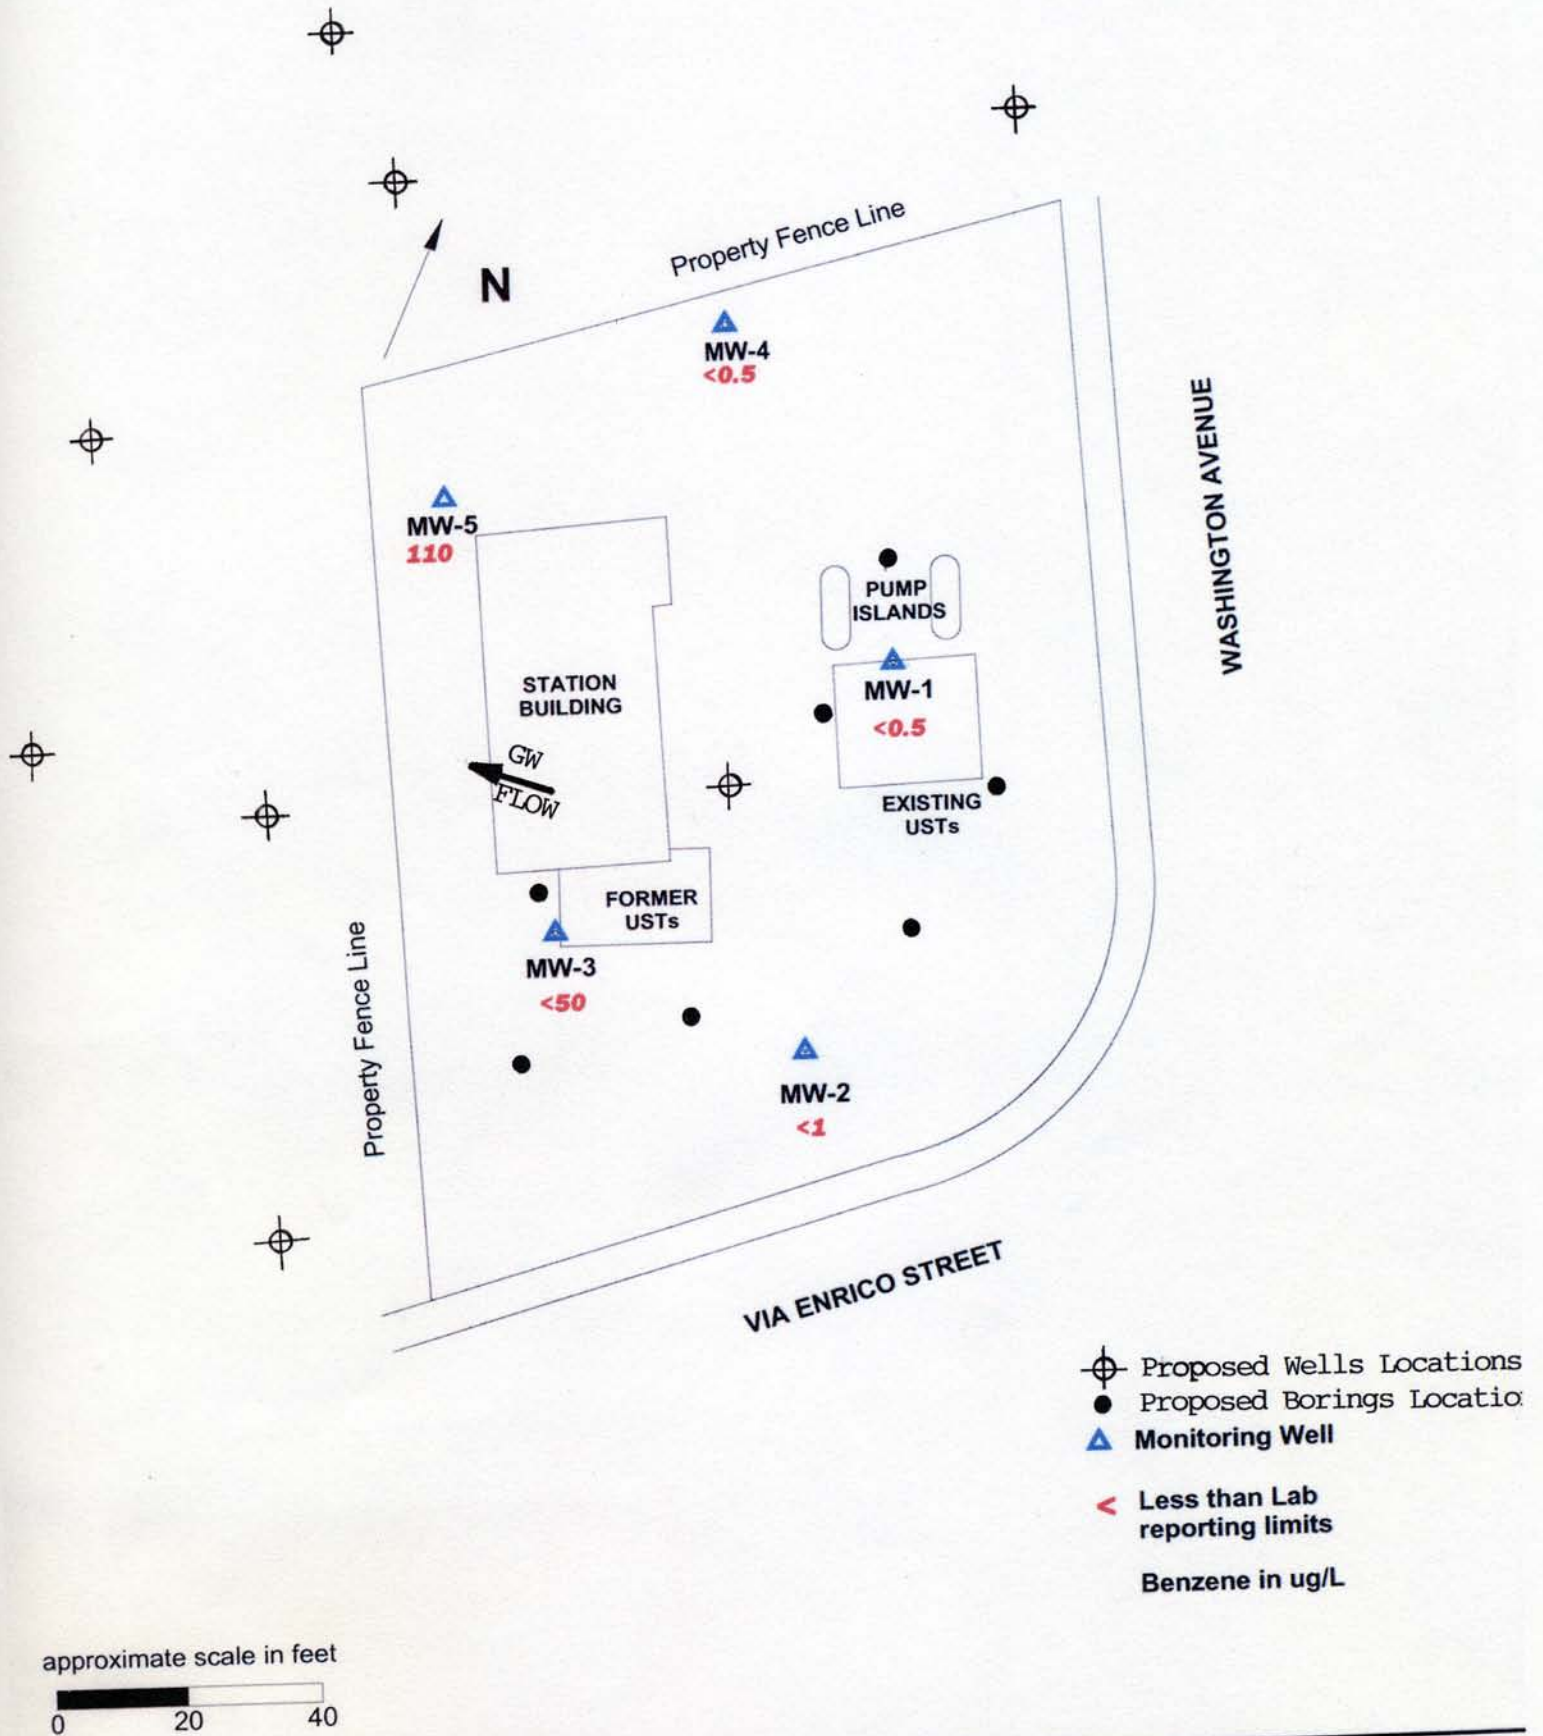 Property Fence Line
N
MW-4
<0.5
WASHINGTON AVENUE
MW-5
110
PUMP
ISLANDS
STATION
BUILDING
MW-1
<0.5
GW
FLOW
EXISTING
USTs
FORMER
USTs
MW-3
<50
Property Fence Line
MW-2
<1
VIA ENRICO STREET
Proposed Wells Locations
Proposed Borings Locatio
Monitoring Well
< Less than Lab
reporting limits
Benzene in ug/L
approximate scale in feet
0 20 40